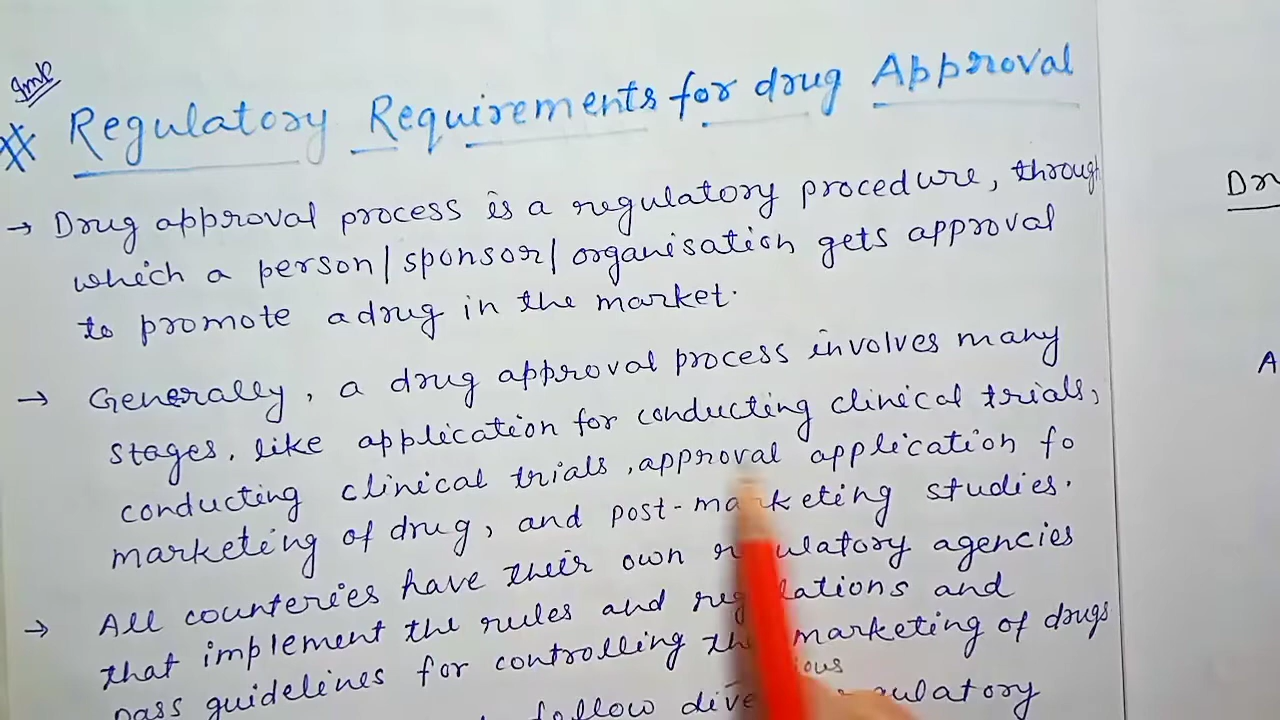 Imp
Regulatory Requirements for drug Approval
→ Drug approval process is a regulatory procedure, through
which a person/sponsor/organisation gets approval
to promote a drug in the market.
→ Generally, a drug approval process involves many
stages, like application for conducting clinical trials,
conducting clinical trials, approval application fo
marketing of drug, and post-marketing studies.
→ All counteries have their own regulatory agencies
that implement the rules and regulations and
pass guidelines for controlling the marketing of drugs
follow
Dr
A